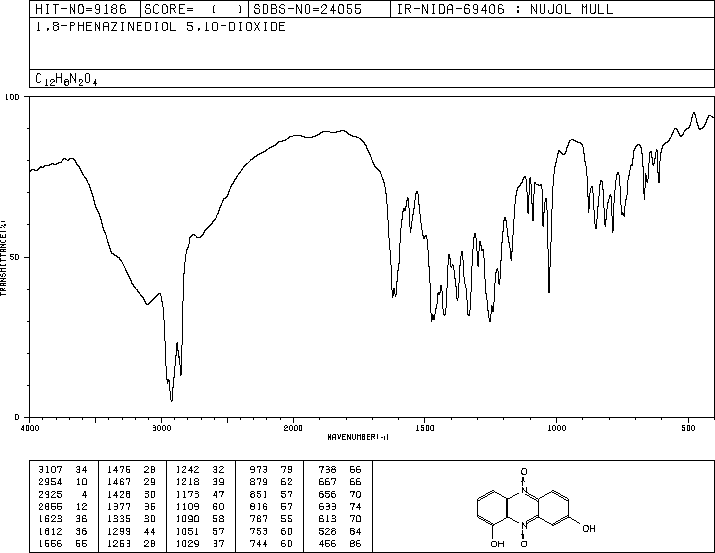 HIT-NO=9186 SCORE= ( ) SDBS-NO=24055 IR-NIDA-69406 : NUJOL MULL
1,8-PHENAZINEDIOL 5,10-DIOXIDE
C12H8N2O4
100
50
0
TRANSMITTANCE(%)
4000 3000 2000 1500 1000 500
WAVENUMBER(-1)
3107 34 1476 28 1242 32 973 79 738 66
2954 10 1467 29 1218 39 879 62 667 66
2925 4 1428 30 1173 47 851 57 656 70
2855 12 1377 35 1109 60 816 57 633 74
1623 36 1335 30 1090 58 787 55 613 70
1612 36 1299 44 1051 57 753 60 528 84
1556 55 1253 28 1029 37 744 60 456 86
O
N
N
OH
O
OH